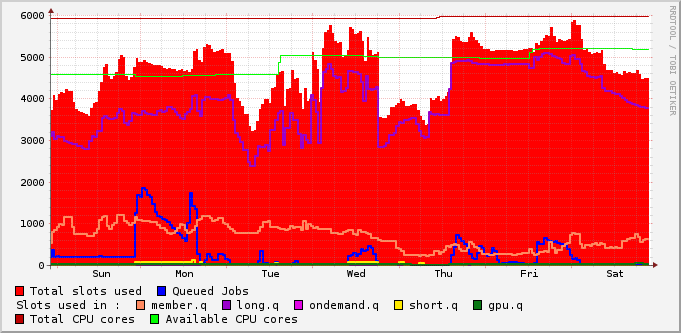 6000
5000
4000
3000
2000
1000
0
Sun Mon Tue Wed Thu Fri Sat
Total slots used Queued Jobs
Slots used in : member.q long.q ondemand.q short.q gpu.q
Total CPU cores Available CPU cores
RRDTOOL / TOBI OETIKER